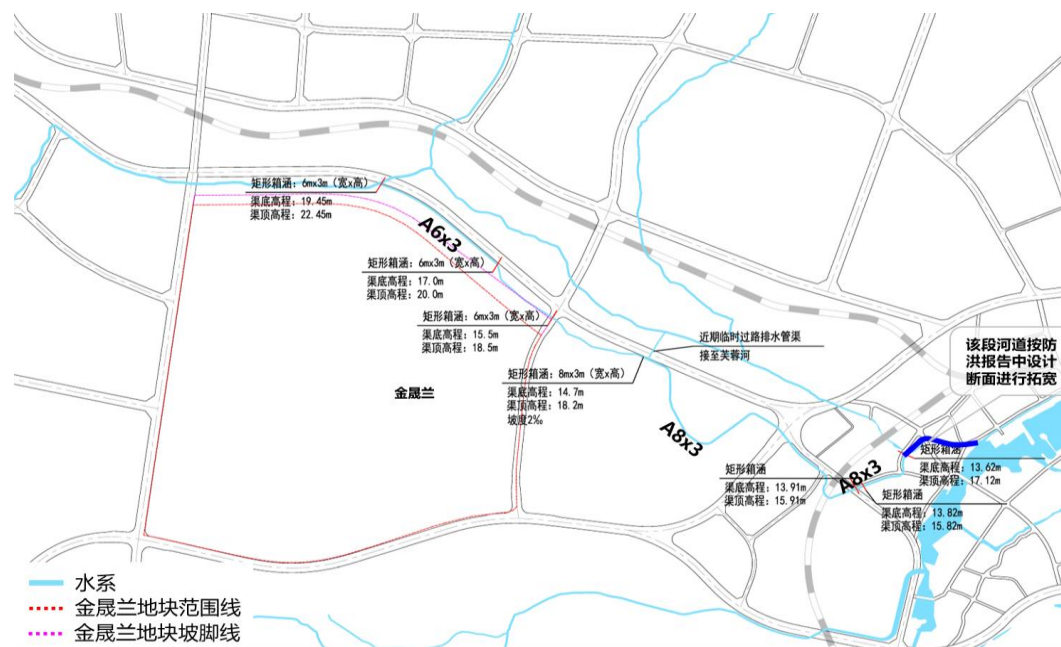 矩形箱涵：6mx3m（宽x高）
渠底高程：19.45m
渠顶高程：22.45m
A6x3
矩形箱涵：6mx3m（宽x高）
渠底高程：17.0m
渠顶高程：20.0m
矩形箱涵：6mx3m（宽x高）
渠底高程：15.5m
渠顶高程：18.5m
近期临时过路排水管渠
接至芙蓉河
该段河道按防
洪报告中设计
断面进行拓宽
矩形箱涵：8mx3m（宽x高）
渠底高程：14.7m
渠顶高程：18.2m
坡度2‰
金晟兰
A8x3
矩形箱涵
渠底高程：13.91m
渠顶高程：15.91m
A8x3
矩形箱涵
渠底高程：13.62m
渠顶高程：17.12m
矩形箱涵
渠底高程：13.82m
渠顶高程：15.82m
水系
金晟兰地块范围线
金晟兰地块坡脚线